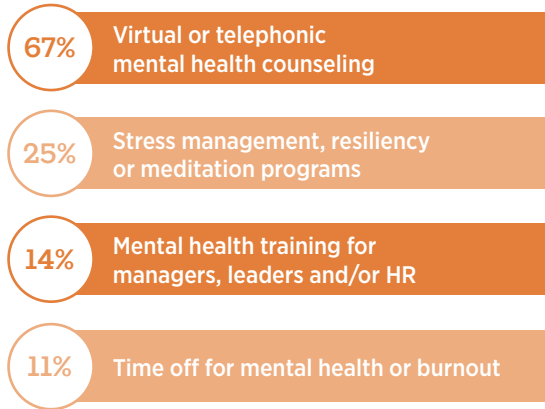 67%
Virtual or telephonic
mental health counseling
25%
Stress management, resiliency
or meditation programs
14%
Mental health training for
managers, leaders and/or HR
11%
Time off for mental health or burnout